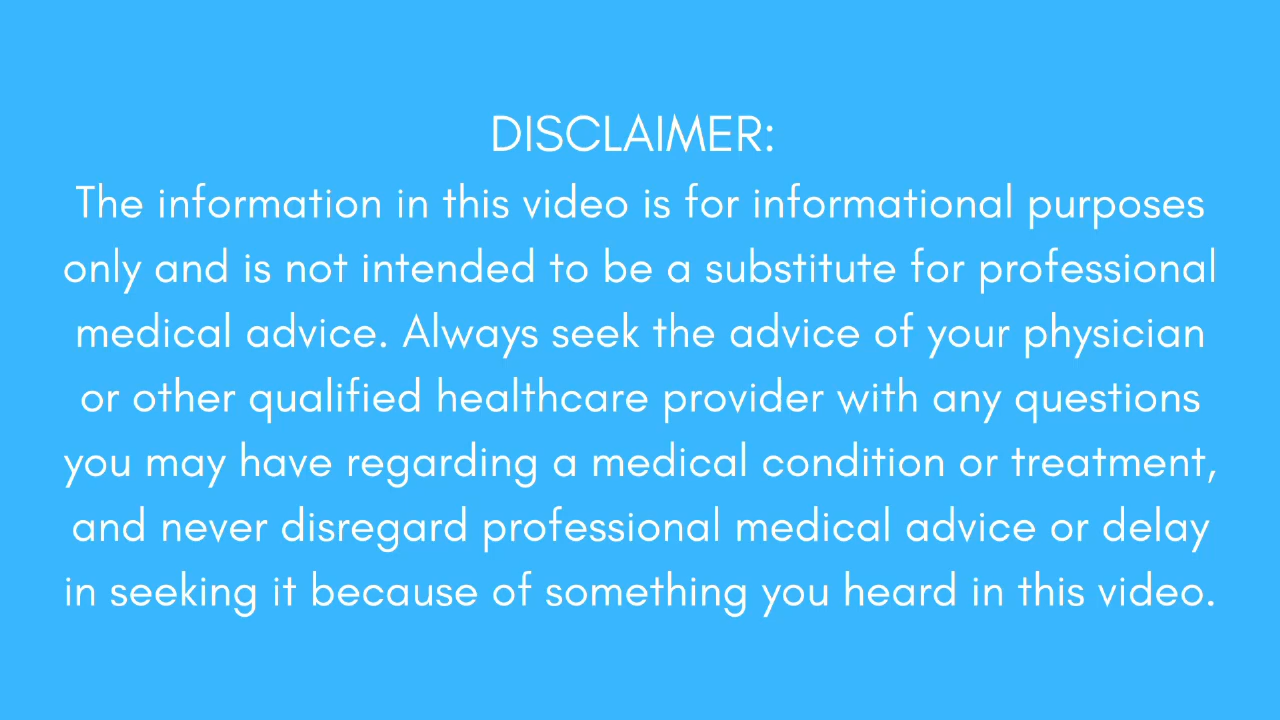 DISCLAIMER:
The information in this video is for informational purposes
only and is not intended to be a substitute for professional
medical advice. Always seek the advice of your physician
or other qualified healthcare provider with any questions
you may have regarding a medical condition or treatment,
and never disregard professional medical advice or delay
in seeking it because of something you heard in this video.